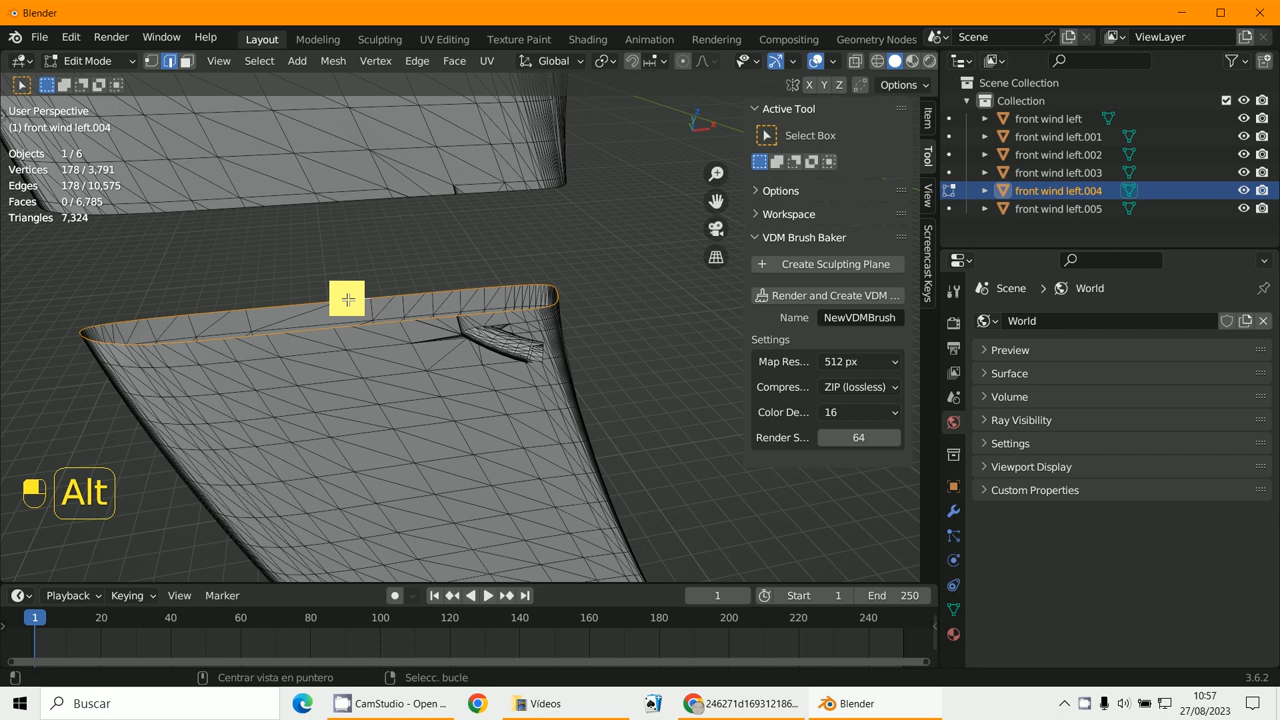 Blender
File Edit Render Window Help
Layout Modeling Sculpting UV Editing Texture Paint Shading Animation Rendering Compositing Geometry Nodes
Scene
ViewLayer
Edit Mode View Select Add Mesh Vertex Edge Face UV Global
X Y Z Options
User Perspective
(1) front wind left.004
Objects 1/6
Vertices 178 / 3,791
Edges 178 / 10,575
Faces 0 / 6,785
Triangles 7,324
Alt
Active Tool
Select Box
Options
Workspace
VDM Brush Baker
Create Sculpting Plane
Render and Create VDM ...
Name NewVDMBrush
Settings
Map Res... 512 px
Compres... ZIP (lossless)
Color De... 16
Render S... 64
Item
Tool
View
Screencast Keys
Scene Collection
Collection
front wind left
front wind left.001
front wind left.002
front wind left.003
front wind left.004
front wind left.005
Scene World
World
Preview
Surface
Volume
Ray Visibility
Settings
Viewport Display
Custom Properties
Playback Keying View Marker
1 Start 1 End 250
1 20 40 60 80 100 120 140 160 180 200 220 240
Centrar vista en puntero Selecc. bucle 3.6.2
Buscar
CamStudio - Open ...
Vídeos
246271d169312186...
Blender
10:57
27/08/2023